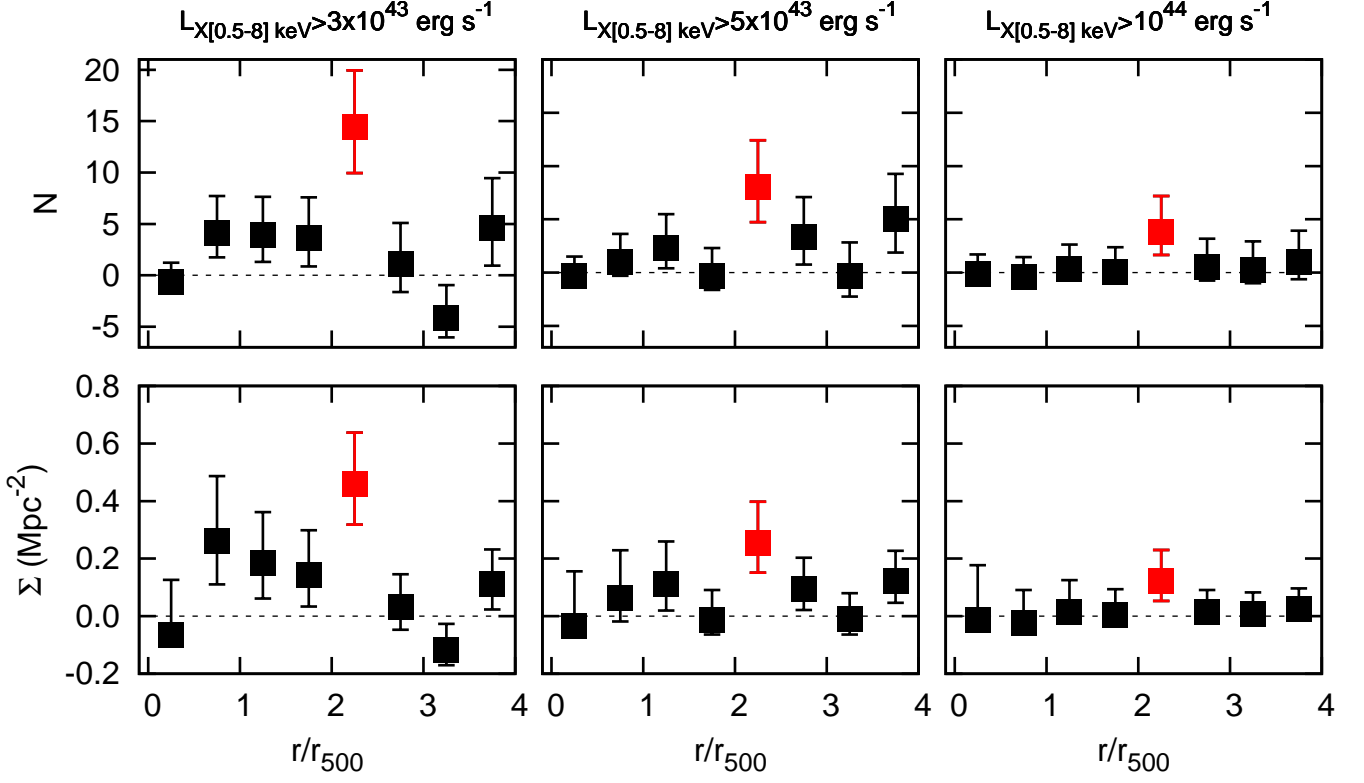 L_X[0.5-8] keV>3x10^43 erg s^-1 L_X[0.5-8] keV>5x10^43 erg s^-1 L_X[0.5-8] keV>10^44 erg s^-1
20
15
10
5
0
-5
N
0.8
0.6
0.4
0.2
0.0
-0.2
Σ (Mpc^-2)
0 1 2 3 4 0 1 2 3 4 0 1 2 3 4
r/r_500 r/r_500 r/r_500